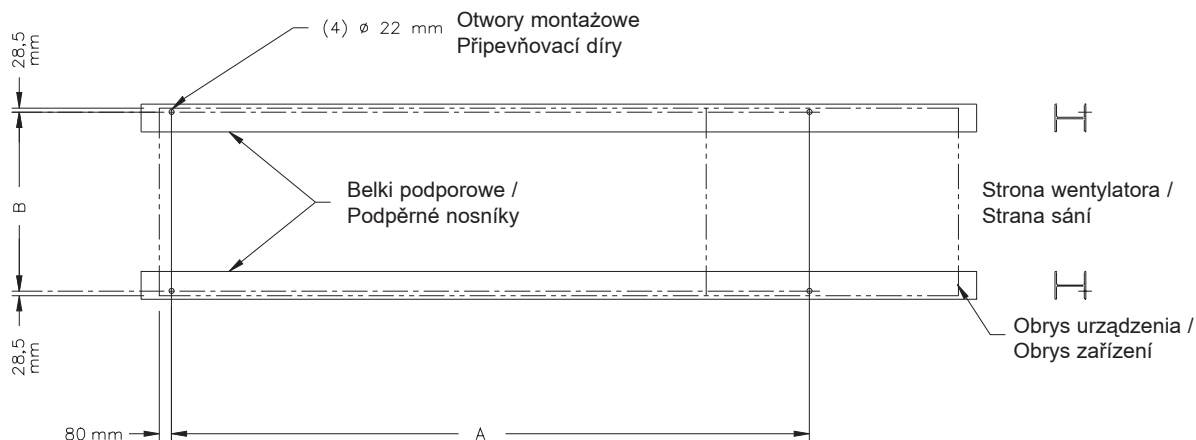 (4) ø 22 mm
Otwory montażowe
Připevňovací díry
28,5
mm
B
Belki podporowe /
Podpěrné nosníky
Strona wentylatora /
Strana sání
28,5
mm
Obrys urządzenia /
Obrys zařízení
80 mm
A